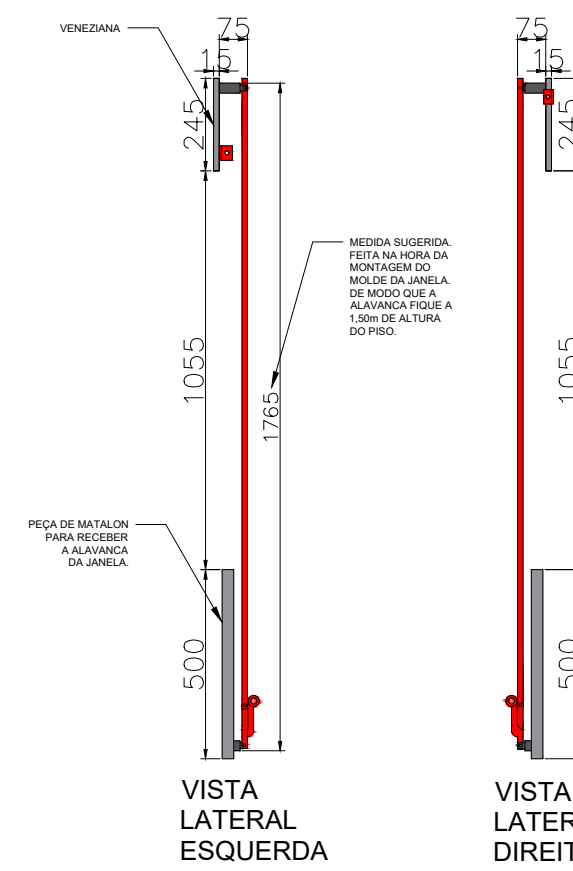 VENEZIANA
75
15
245
1055
1765
500
MEDIDA SUGERIDA.
FEITA NA HORA DA
MONTAGEM DO
MOLDE DA JANELA.
DE MODO QUE A
ALAVANCA FIQUE A
1,50m DE ALTURA
DO PISO.
PEÇA DE MATALON
PARA RECEBER
A ALAVANCA
DA JANELA.
VISTA
LATERAL
ESQUERDA
75
15
245
1055
500
VISTA
LATER
DIREIT